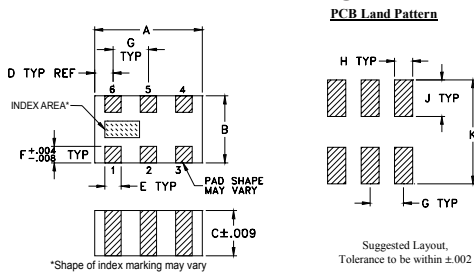 PCB Land Pattern
A
G
TYP
D TYP REF
6 5 4
INDEX AREA*
B
F +.004 -.008 TYP
1 2 3
E TYP
PAD SHAPE
MAY VARY
C±.009
*Shape of index marking may vary
H TYP
J TYP
K
G TYP
Suggested Layout,
Tolerance to be within ±.002